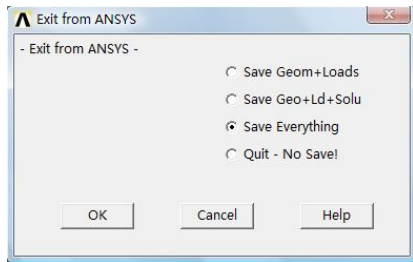 Exit from ANSYS
- Exit from ANSYS -
Save Geom+Loads
Save Geo+Ld+Solu
Save Everything
Quit - No Save!
OK Cancel Help